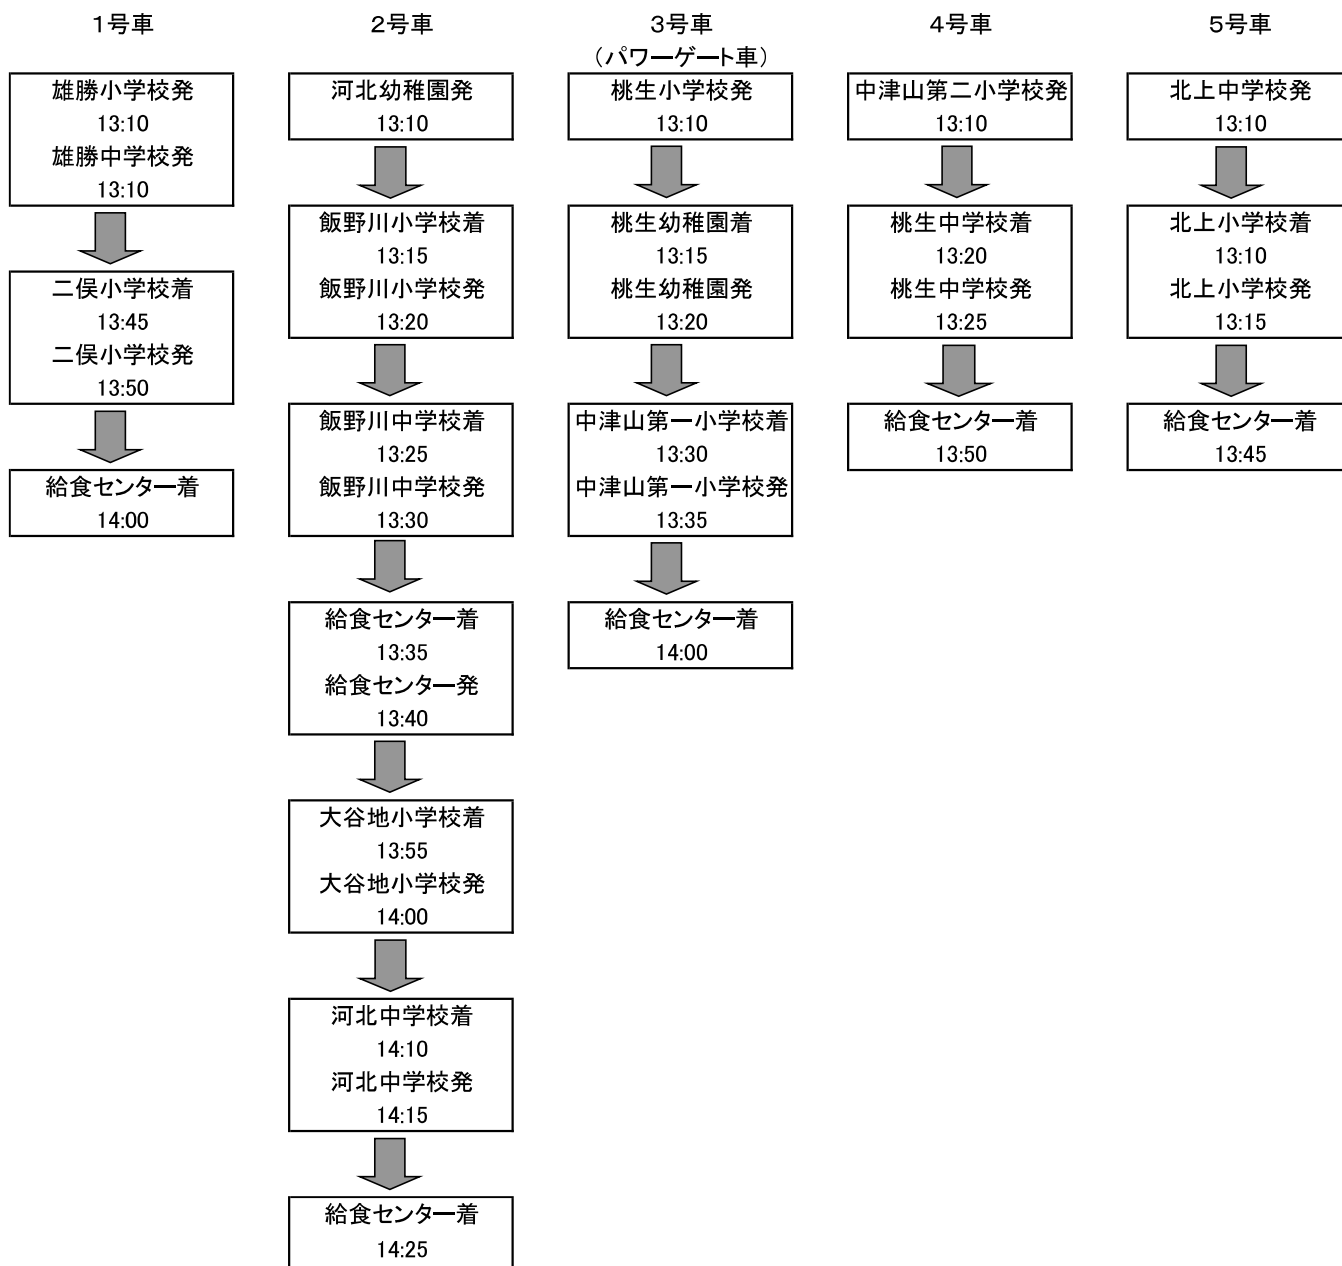 1号車
雄勝小学校発
13:10
雄勝中学校発
13:10
二俣小学校着
13:45
二俣小学校発
13:50
給食センター着
14:00
2号車
河北幼稚園発
13:10
飯野川小学校着
13:15
飯野川小学校発
13:20
飯野川中学校着
13:25
飯野川中学校発
13:30
給食センター着
13:35
給食センター発
13:40
大谷地小学校着
13:55
大谷地小学校発
14:00
河北中学校着
14:10
河北中学校発
14:15
給食センター着
14:25
3号車
（パワーゲート車）
桃生小学校発
13:10
桃生幼稚園着
13:15
桃生幼稚園発
13:20
中津山第一小学校着
13:30
中津山第一小学校発
13:35
給食センター着
14:00
4号車
中津山第二小学校発
13:10
桃生中学校着
13:20
桃生中学校発
13:25
給食センター着
13:50
5号車
北上中学校発
13:10
北上小学校着
13:10
北上小学校発
13:15
給食センター着
13:45